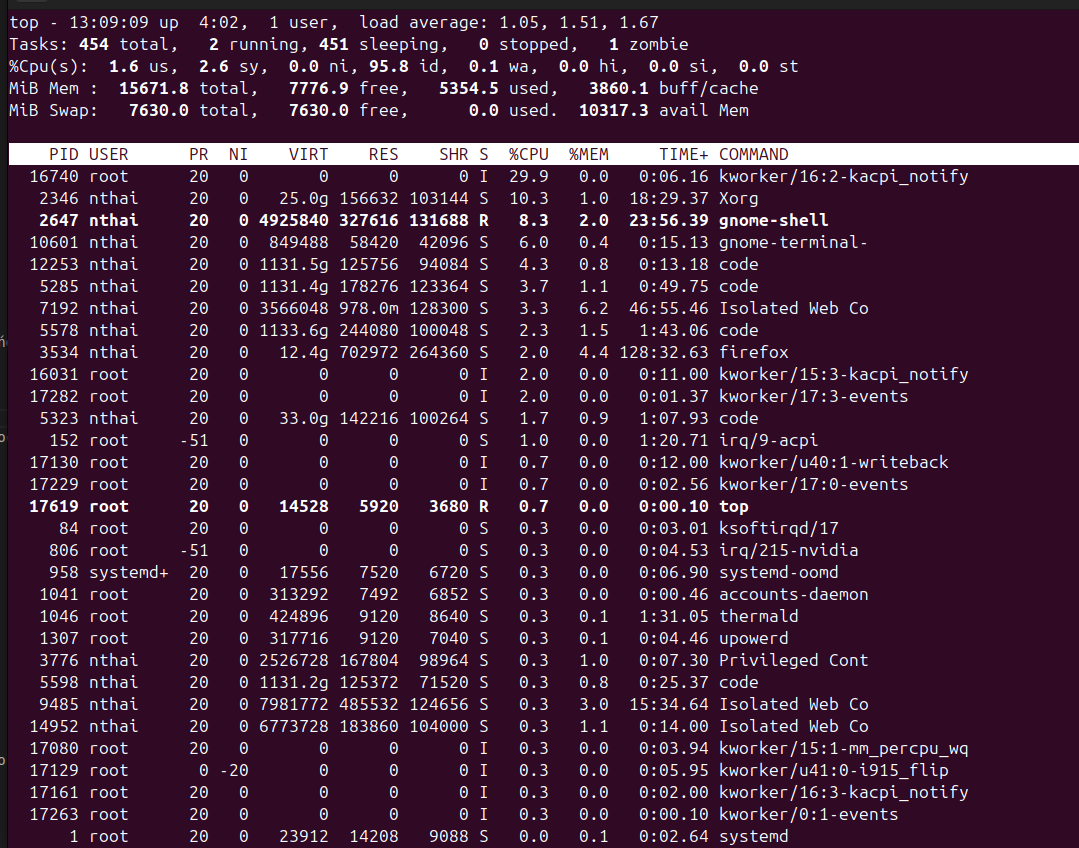 top - 13:09:09 up  4:02,  1 user,  load average: 1.05, 1.51, 1.67
Tasks: 454 total,   2 running, 451 sleeping,   0 stopped,   1 zombie
%Cpu(s):  1.6 us,  2.6 sy,  0.0 ni, 95.8 id,  0.1 wa,  0.0 hi,  0.0 si,  0.0 st
MiB Mem :  15671.8 total,   7776.9 free,   5354.5 used,   3860.1 buff/cache
MiB Swap:   7630.0 total,   7630.0 free,      0.0 used.  10317.3 avail Mem
PID USER      PR  NI    VIRT    RES    SHR S  %CPU  %MEM     TIME+ COMMAND
16740 root      20   0       0      0      0 I  29.9   0.0   0:06.16 kworker/16:2-kacpi_notify
2346 nthai     20   0   25.0g 156632 103144 S  10.3   1.0  18:29.37 Xorg
2647 nthai     20   0 4925840 327616 131688 R   8.3   2.0  23:56.39 gnome-shell
10601 nthai     20   0  849488  58420  42096 S   6.0   0.4   0:15.13 gnome-terminal-
12253 nthai     20   0 1131.5g 125756  94084 S   4.3   0.8   0:13.18 code
5285 nthai     20   0 1131.4g 178276 123364 S   3.7   1.1   0:49.75 code
7192 nthai     20   0 3566048 978.0m 128300 S   3.3   6.2  46:55.46 Isolated Web Co
5578 nthai     20   0 1133.6g 244080 100048 S   2.3   1.5   1:43.06 code
3534 nthai     20   0   12.4g 702972 264360 S   2.0   4.4 128:32.63 firefox
16031 root      20   0       0      0      0 I   2.0   0.0   0:11.00 kworker/15:3-kacpi_notify
17282 root      20   0       0      0      0 I   2.0   0.0   0:01.37 kworker/17:3-events
5323 nthai     20   0   33.0g 142216 100264 S   1.7   0.9   1:07.93 code
152 root     -51   0       0      0      0 S   1.0   0.0   1:20.71 irq/9-acpi
17130 root      20   0       0      0      0 I   0.7   0.0   0:12.00 kworker/u40:1-writeback
17229 root      20   0       0      0      0 I   0.7   0.0   0:02.56 kworker/17:0-events
17619 root      20   0   14528   5920   3680 R   0.7   0.0   0:00.10 top
84 root      20   0       0      0      0 S   0.3   0.0   0:03.01 ksoftirqd/17
806 root     -51   0       0      0      0 S   0.3   0.0   0:04.53 irq/215-nvidia
958 systemd+  20   0   17556   7520   6720 S   0.3   0.0   0:06.90 systemd-oomd
1041 root      20   0  313292   7492   6852 S   0.3   0.0   0:00.46 accounts-daemon
1046 root      20   0  424896   9120   8640 S   0.3   0.1   1:31.05 thermald
1307 root      20   0  317716   9120   7040 S   0.3   0.1   0:04.46 upowerd
3776 nthai     20   0 2526728 167804  98964 S   0.3   1.0   0:07.30 Privileged Cont
5598 nthai     20   0 1131.2g 125372  71520 S   0.3   0.8   0:25.37 code
9485 nthai     20   0 7981772 485532 124656 S   0.3   3.0  15:34.64 Isolated Web Co
14952 nthai     20   0 6773728 183860 104000 S   0.3   1.1   0:14.00 Isolated Web Co
17080 root      20   0       0      0      0 I   0.3   0.0   0:03.94 kworker/15:1-mm_percpu_wq
17129 root       0 -20       0      0      0 I   0.3   0.0   0:05.95 kworker/u41:0-i915_flip
17161 root      20   0       0      0      0 I   0.3   0.0   0:02.00 kworker/16:3-kacpi_notify
17263 root      20   0       0      0      0 I   0.3   0.0   0:00.10 kworker/0:1-events
1 root      20   0   23912  14208   9088 S   0.0   0.1   0:02.64 systemd